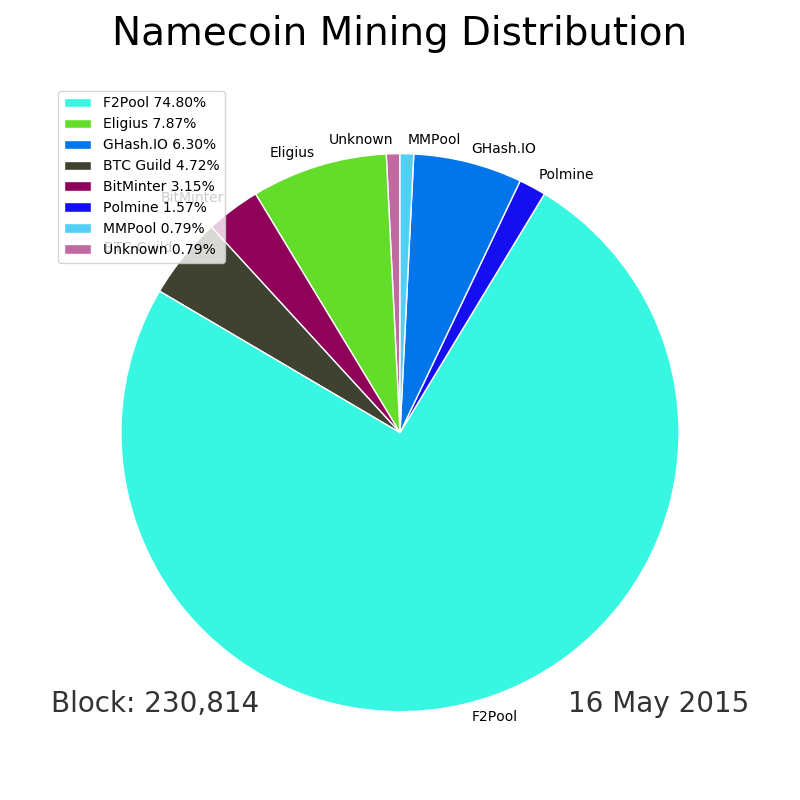 Namecoin Mining Distribution
F2Pool 74.80%
Eligius 7.87%
GHash.IO 6.30%
BTC Guild 4.72%
BitMinter 3.15%
Polmine 1.57%
MMPool 0.79%
Unknown 0.79%
Unknown
MMPool
Eligius
GHash.IO
Polmine
BitMinter
BTC Guild
F2Pool
Block: 230,814
16 May 2015